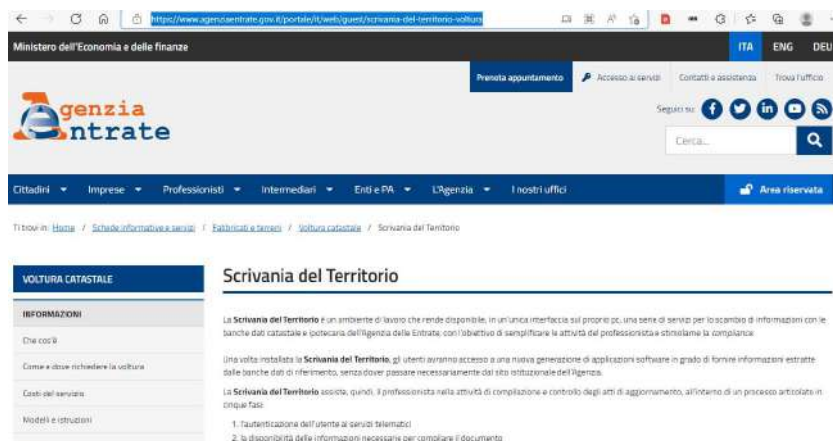 https://www.agenziaentrate.gov.it/portale/it/web/guest/scrivania-del-territorio-voltura
Ministero dell'Economia e delle finanze
ITA ENG DEU
Prenota appuntamento Accesso ai servizi Contatti e assistenza Trova l'ufficio
Agenzia
Entrate
Seguici su:
Cerca...
Cittadini Imprese Professionisti Intermediari Enti e PA L'Agenzia I nostri uffici Area riservata
Ti trovi in: Home / Schede informative e servizi / Fabbricati e terreni / Voltura catastale / Scrivania del Territorio
VOLTURA CATASTALE
Scrivania del Territorio
INFORMAZIONI
Che cos'è
Come e dove richiedere la voltura
Costi del servizio
Modelli e istruzioni
La Scrivania del Territorio è un ambiente di lavoro che rende disponibile, in un'unica interfaccia sul proprio pc, una serie di servizi per lo scambio di informazioni con le
banche dati catastale e ipotecaria dell'Agenzia delle Entrate, con l'obiettivo di semplificare le attività del professionista e stimolarne la compliance.
Una volta installata la Scrivania del Territorio, gli utenti avranno accesso a una nuova generazione di applicazioni software in grado di fornire informazioni estratte
dalle banche dati di riferimento, senza dover passare necessariamente dal sito istituzionale dell'Agenzia.
La Scrivania del Territorio assiste, quindi, il professionista nella attività di compilazione e controllo degli atti di aggiornamento, all'interno di un processo articolato in
cinque fasi:
1. l'autenticazione dell'utente ai servizi telematici
2. la disponibilità delle informazioni necessarie per compilare il documento